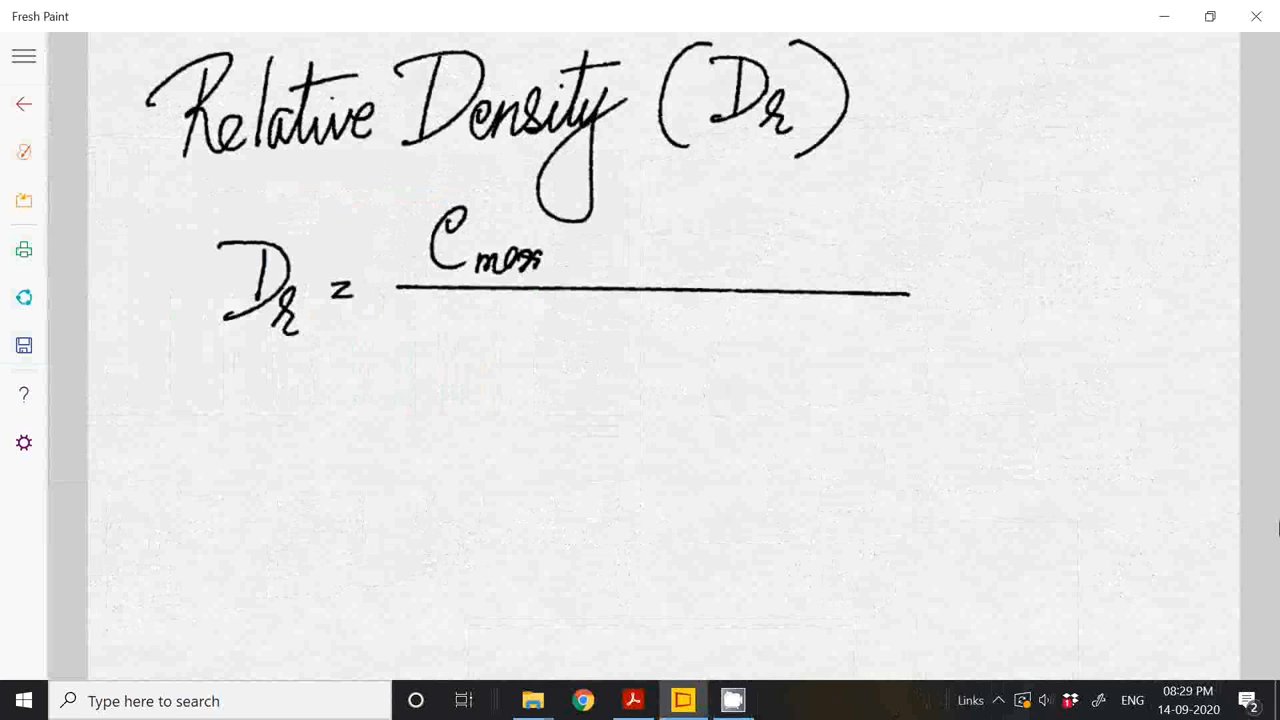 Fresh Paint
Relative Density (Dr)
Dr = emax
Type here to search
Links
ENG
08:29 PM
14-09-2020
2